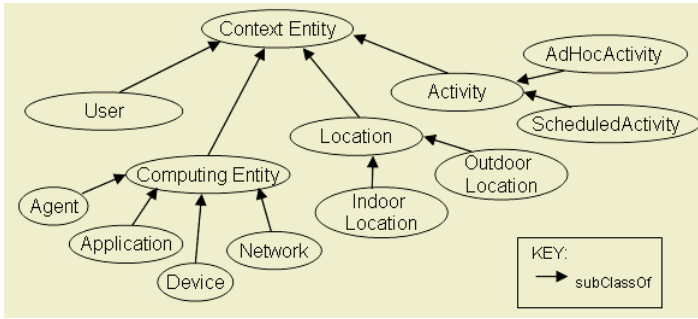 Context Entity
AdHocActivity
Activity
User
ScheduledActivity
Location
Computing Entity
Outdoor
Location
Agent
Indoor
Location
Application
Network
Device
KEY:
subClassOf